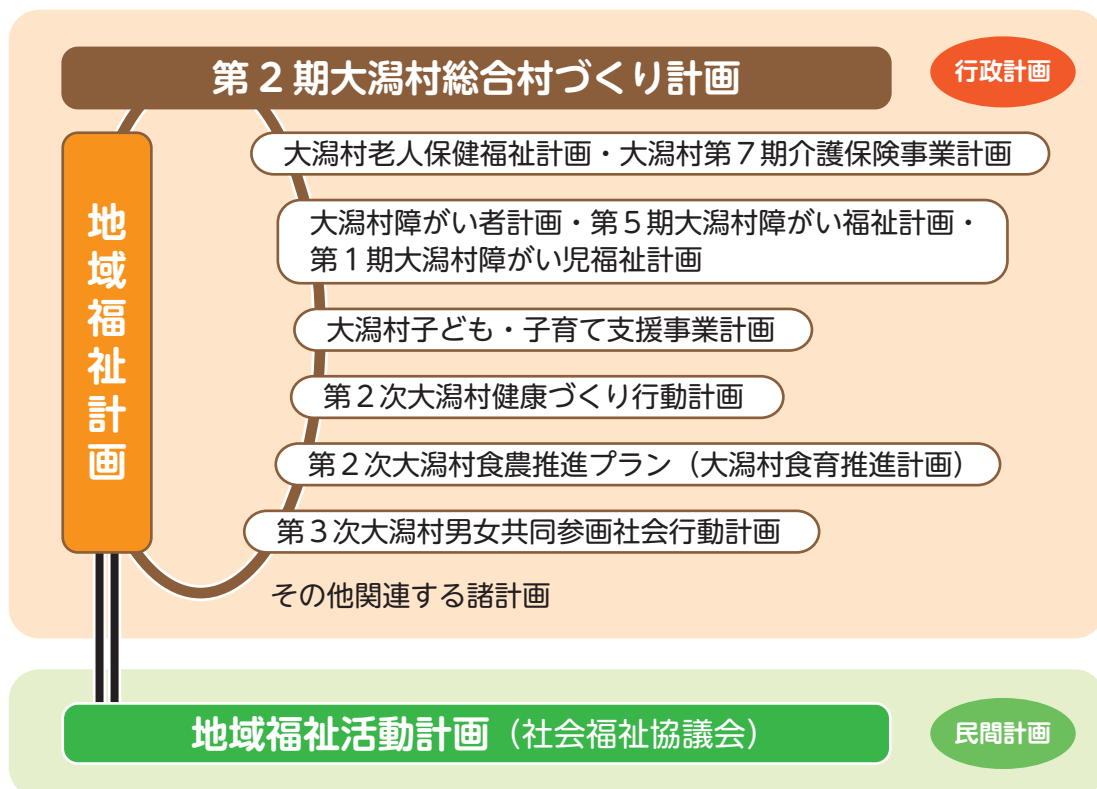 第２期大潟村総合村づくり計画
行政計画
地域福祉計画
大潟村老人保健福祉計画・大潟村第７期介護保険事業計画
大潟村障がい者計画・第５期大潟村障がい福祉計画・
第１期大潟村障がい児福祉計画
大潟村子ども・子育て支援事業計画
第２次大潟村健康づくり行動計画
第２次大潟村食農推進プラン（大潟村食育推進計画）
第３次大潟村男女共同参画社会行動計画
その他関連する諸計画
地域福祉活動計画（社会福祉協議会）
民間計画